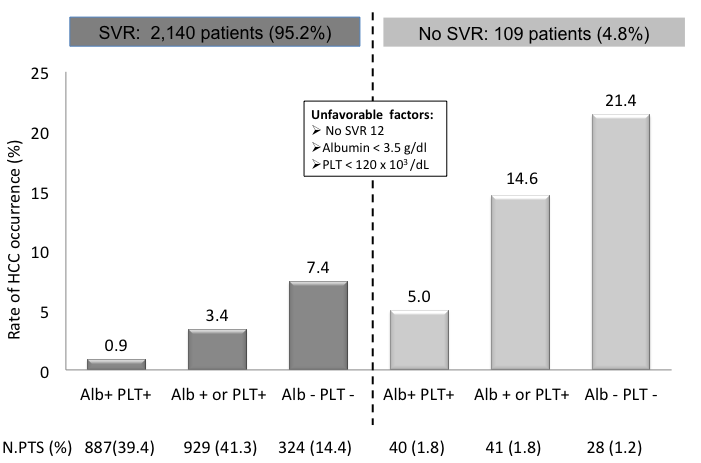 SVR: 2,140 patients (95.2%)
No SVR: 109 patients (4.8%)
Rate of HCC occurrence (%)
25
20
15
10
5
0
Unfavorable factors:
➢ No SVR 12
➢Albumin < 3.5 g/dl
➢PLT < 120 x 10³ /dL
0.9
3.4
7.4
5.0
14.6
21.4
Alb+ PLT+
Alb + or PLT+
Alb - PLT -
Alb+ PLT+
Alb + or PLT+
Alb - PLT -
N.PTS (%) 887(39.4) 929 (41.3) 324 (14.4) 40 (1.8) 41 (1.8) 28 (1.2)